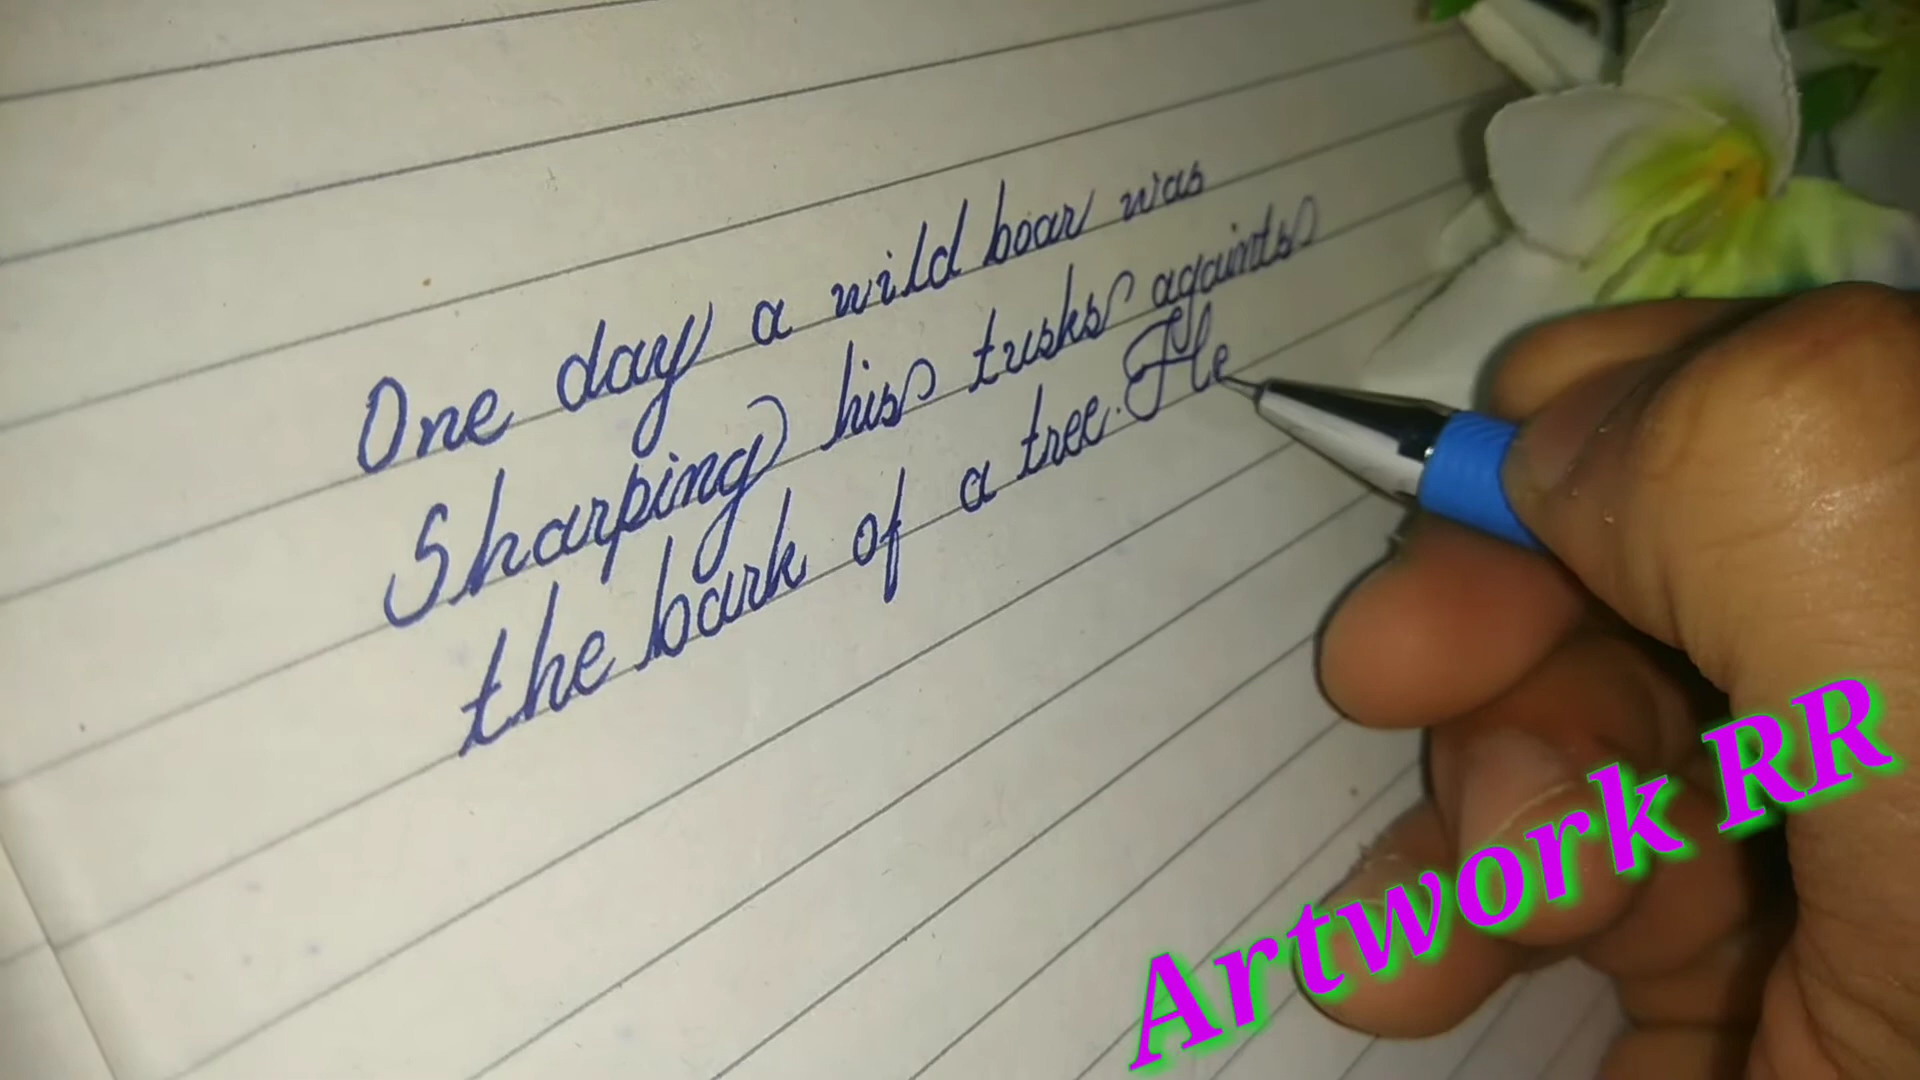 One day a wild boar was
Sharping his tusks againts
the bark of a tree. He
Artwork RR